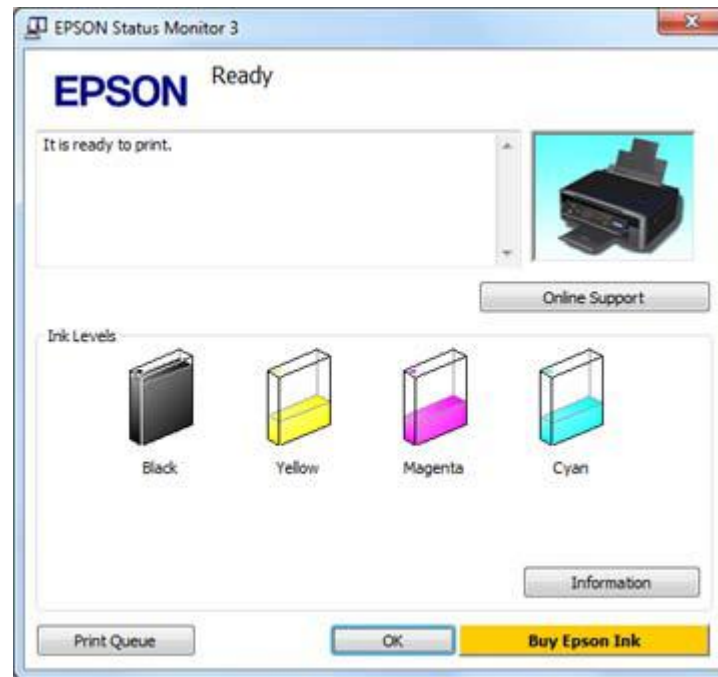 EPSON Status Monitor 3
EPSON
Ready
It is ready to print.
Online Support
Ink Levels
Black
Yellow
Magenta
Cyan
Information
Print Queue
OK
Buy Epson Ink